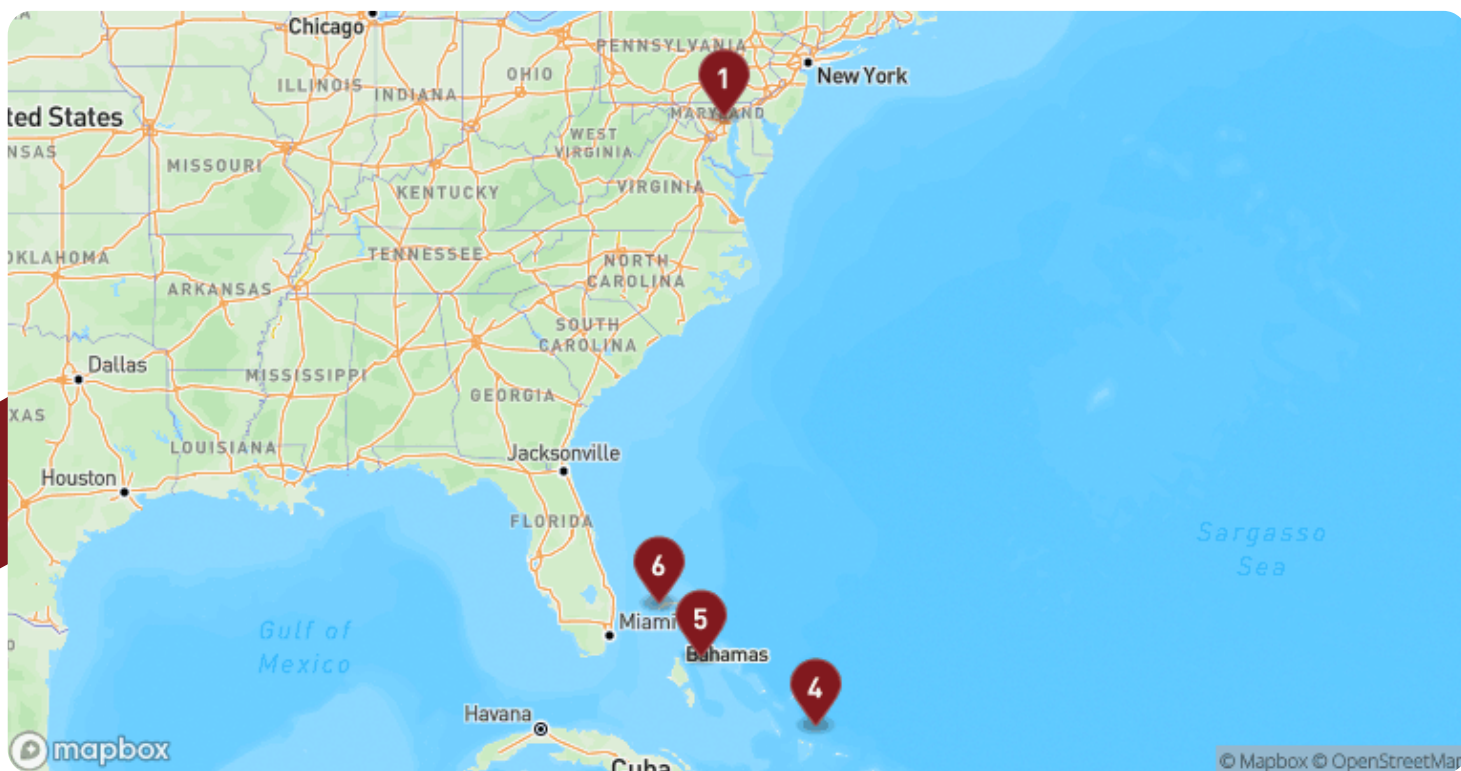 Chicago
PENNSYLVANIA
New York
OHIO
ILLINOIS
INDIANA
1
MARYLAND
ted States
WEST
VIRGINIA
NSAS
MISSOURI
KENTUCKY
VIRGINIA
OKLAHOMA
TENNESSEE
NORTH
CAROLINA
ARKANSAS
SOUTH
CAROLINA
Dallas
MISSISSIPPI
GEORGIA
XAS
LOUISIANA
Jacksonville
Houston
FLORIDA
Sargasso
Sea
6
Miami
5
Gulf of
Mexico
Bahamas
4
Havana
Cuba
mapbox
© Mapbox © OpenStreetMap